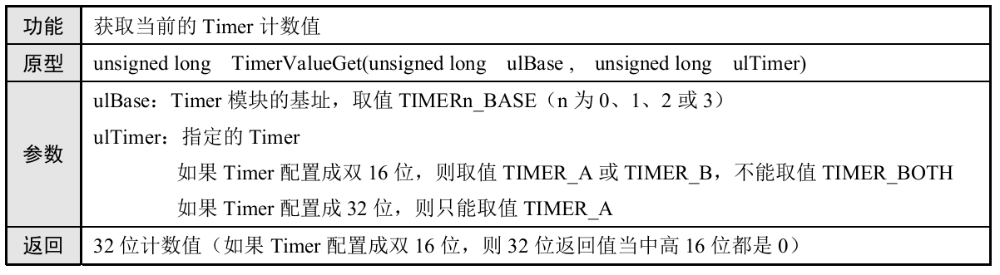 功能 获取当前的 Timer 计数值
原型 unsigned long TimerValueGet(unsigned long ulBase , unsigned long ulTimer)
参数 ulBase：Timer 模块的基址，取值 TIMERn_BASE（n 为 0、1、2 或 3）
ulTimer：指定的 Timer
如果 Timer 配置成双 16 位，则取值 TIMER_A 或 TIMER_B，不能取值 TIMER_BOTH
如果 Timer 配置成 32 位，则只能取值 TIMER_A
返回 32 位计数值（如果 Timer 配置成双 16 位，则 32 位返回值当中高 16 位都是 0）